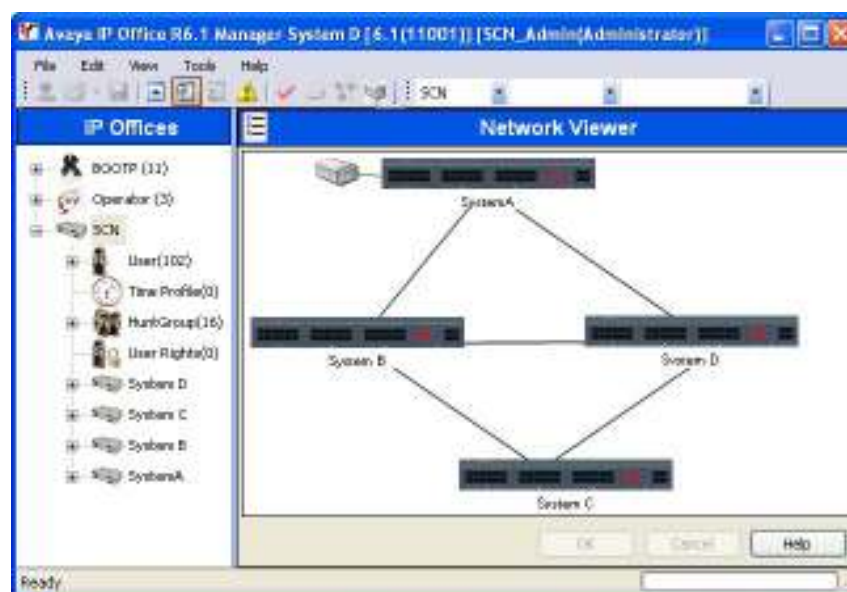 Avaya IP Office R6.1 Manager System D [6.1(11001)] [SCN_Admin(Administrator)]
File Edit View Tools Help
SCN
IP Offices
Network Viewer
BOOTP (11)
Operator (3)
SCN
User(102)
Time Profile(0)
HuntGroup(16)
User Rights(0)
System D
System C
System B
SystemA
SystemA
System B
System D
System C
OK Cancel Help
Ready